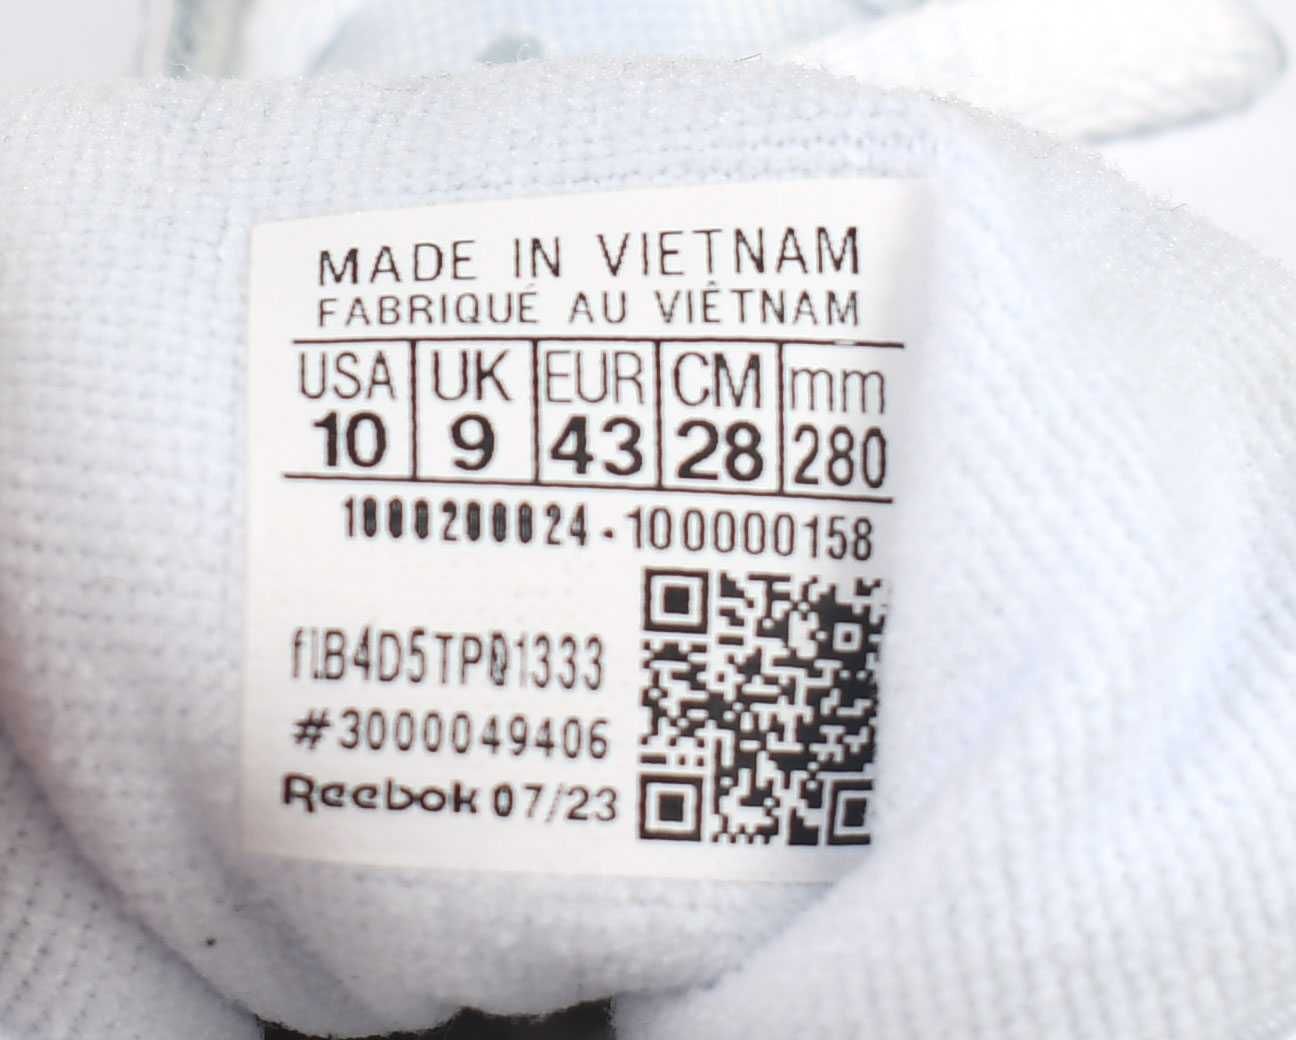 MADE IN VIETNAM
FABRIQUÉ AU VIÊTNAM
USA UK EUR CM mm
10 9 43 28 280
1000200024-100000158
#3000049406
Reebok 07/23